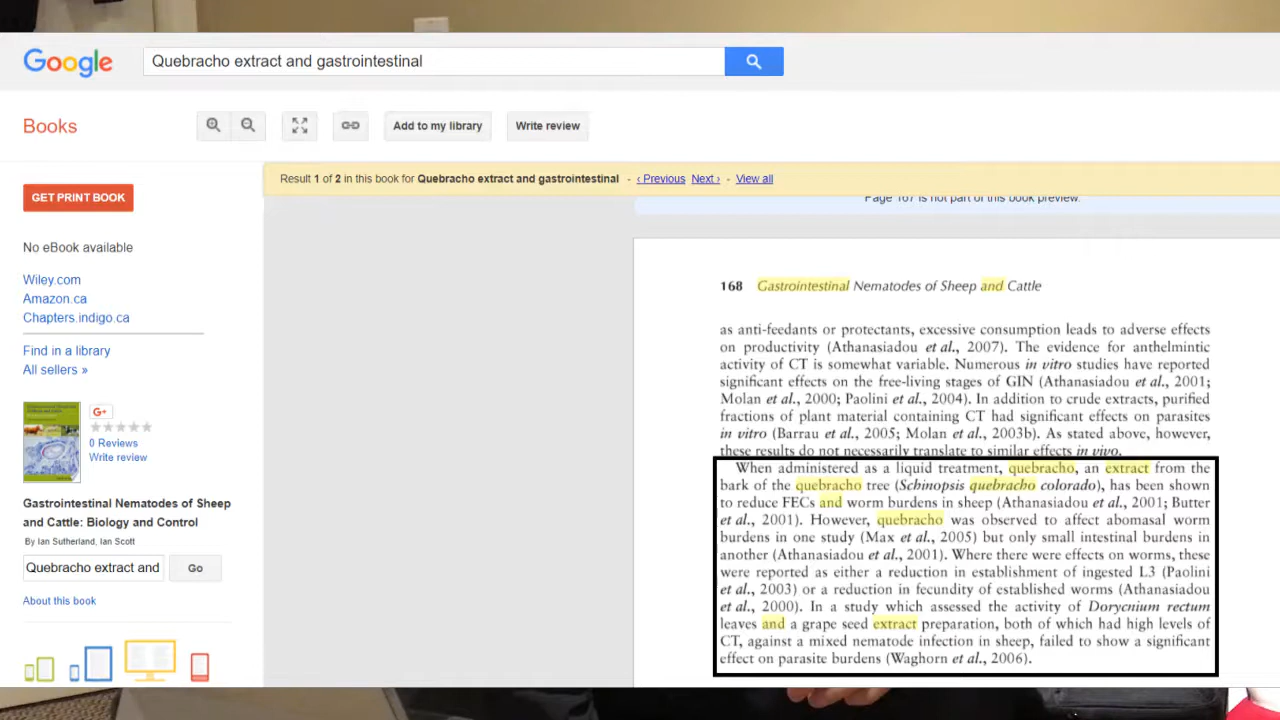 Google
Quebracho extract and gastrointestinal
Books
Add to my library
Write review
Result 1 of 2 in this book for Quebracho extract and gastrointestinal - ‹ Previous Next › - View all
GET PRINT BOOK
Page 167 is not part of this book preview.
No eBook available
Wiley.com
Amazon.ca
Chapters.indigo.ca
Find in a library
All sellers »
G+
0 Reviews
Write review
Gastrointestinal Nematodes of Sheep
and Cattle: Biology and Control
By Ian Sutherland, Ian Scott
Quebracho extract and
Go
About this book
168 Gastrointestinal Nematodes of Sheep and Cattle
as anti-feedants or protectants, excessive consumption leads to adverse effects
on productivity (Athanasiadou et al., 2007). The evidence for anthelmintic
activity of CT is somewhat variable. Numerous in vitro studies have reported
significant effects on the free-living stages of GIN (Athanasiadou et al., 2001;
Molan et al., 2000; Paolini et al., 2004). In addition to crude extracts, purified
fractions of plant material containing CT had significant effects on parasites
in vitro (Barrau et al., 2005; Molan et al., 2003b). As stated above, however,
these results do not necessarily translate to similar effects in vivo.
When administered as a liquid treatment, quebracho, an extract from the
bark of the quebracho tree (Schinopsis quebracho colorado), has been shown
to reduce FECs and worm burdens in sheep (Athanasiadou et al., 2001; Butter
et al., 2001). However, quebracho was observed to affect abomasal worm
burdens in one study (Max et al., 2005) but only small intestinal burdens in
another (Athanasiadou et al., 2001). Where there were effects on worms, these
were reported as either a reduction in establishment of ingested L3 (Paolini
et al., 2003) or a reduction in fecundity of established worms (Athanasiadou
et al., 2000). In a study which assessed the activity of Dorycnium rectum
leaves and a grape seed extract preparation, both of which had high levels of
CT, against a mixed nematode infection in sheep, failed to show a significant
effect on parasite burdens (Waghorn et al., 2006).